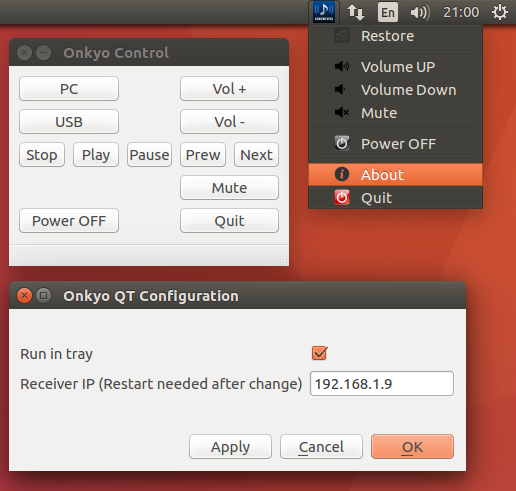 ONKYO
En
21:00
Onkyo Control
PC
Vol +
USB
Vol -
Stop
Play
Pause
Prew
Next
Mute
Power OFF
Quit
Restore
Volume UP
Volume Down
Mute
Power OFF
About
Quit
Onkyo QT Configuration
Run in tray
Receiver IP (Restart needed after change)
192.168.1.9
Apply
Cancel
OK